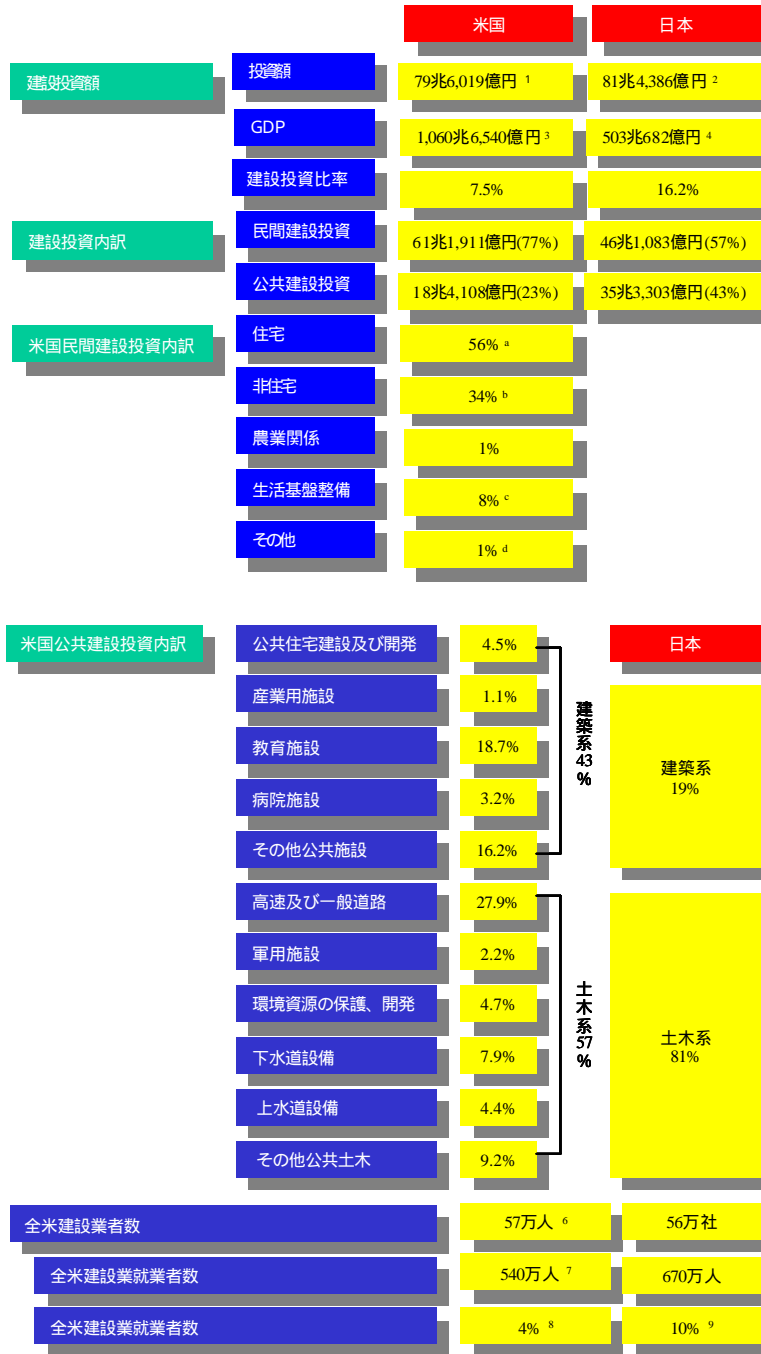 米国 日本
建設投資額 投資額 79兆6,019億円 1 81兆4,386億円 2
GDP 1,060兆6,540億円 3 503兆682億円 4
建設投資比率 7.5% 16.2%
建設投資内訳 民間建設投資 61兆1,911億円(77%) 46兆1,083億円(57%)
公共建設投資 18兆4,108億円(23%) 35兆3,303億円(43%)
米国民間建設投資内訳 住宅 56% a
非住宅 34% b
農業関係 1%
生活基盤整備 8% c
その他 1% d
米国公共建設投資内訳 公共住宅建設及び開発 4.5% 日本
産業用施設 1.1%
教育施設 18.7%
病院施設 3.2%
その他公共施設 16.2%
建築系43%
建築系
19%
高速及び一般道路 27.9%
軍用施設 2.2%
環境資源の保護、開発 4.7%
下水道設備 7.9%
上水道設備 4.4%
その他公共土木 9.2%
土木系57%
土木系
81%
全米建設業者数 57万人 6 56万社
全米建設業就業者数 540万人 7 670万人
全米建設業就業者数 4% 8 10% 9